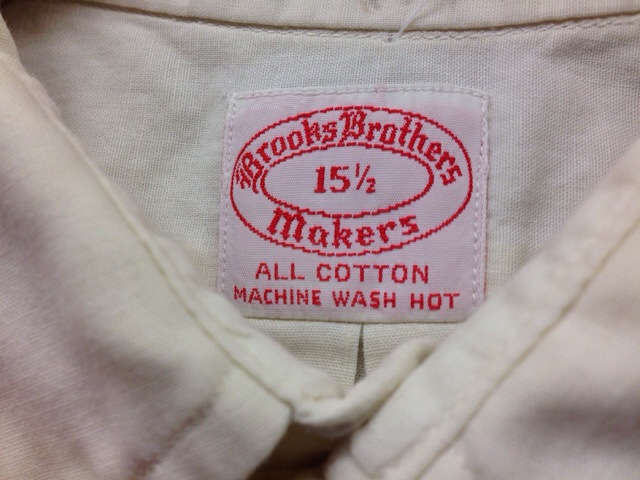 Brooks Brothers
15½
Makers
ALL COTTON
MACHINE WASH HOT